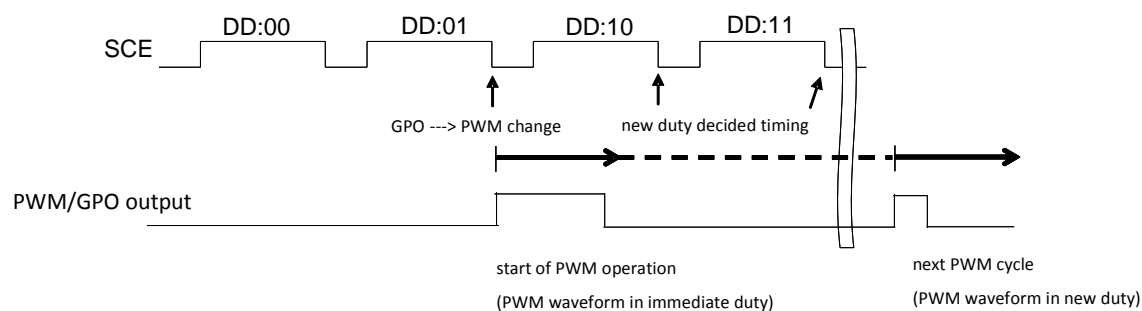 DD:00 DD:01 DD:10 DD:11
SCE
GPO ---> PWM change new duty decided timing
PWM/GPO output
start of PWM operation next PWM cycle
(PWM waveform in immediate duty) (PWM waveform in new duty)